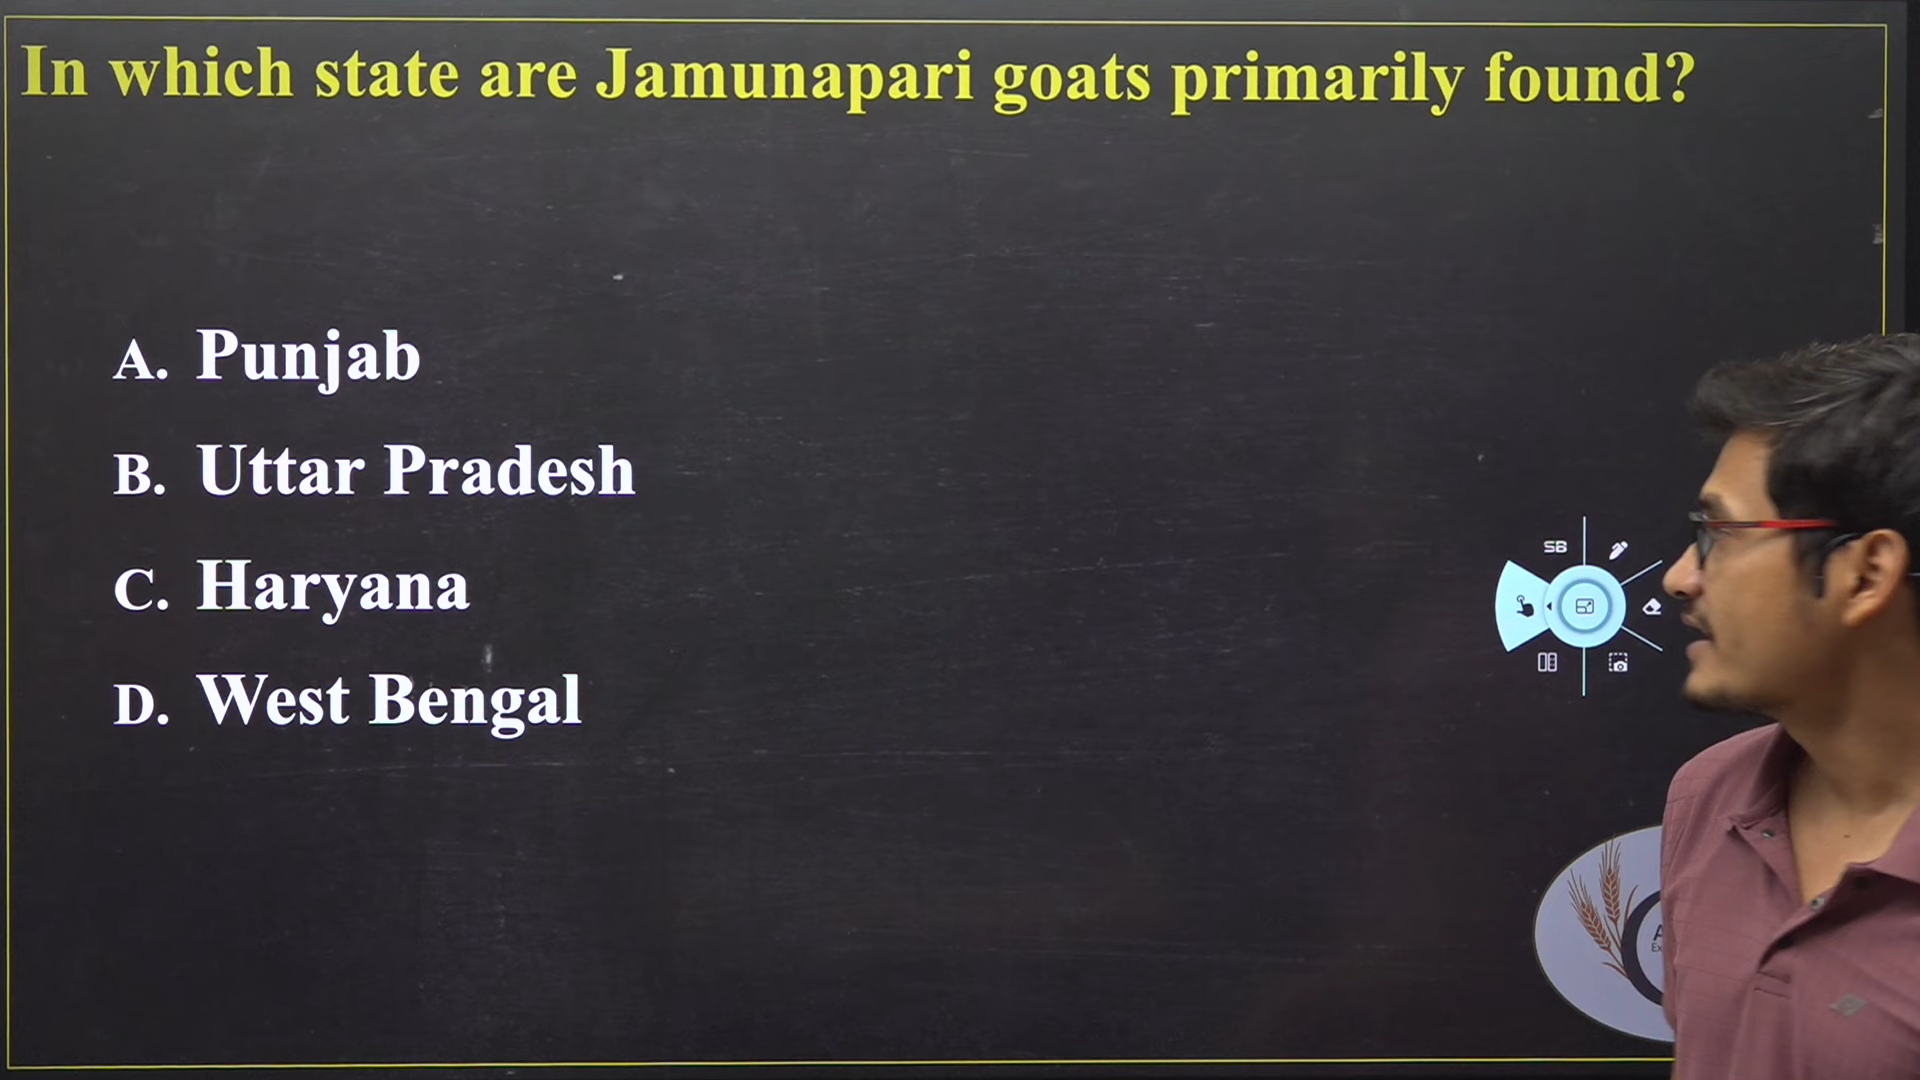 In which state are Jamunapari goats primarily found?
A. Punjab
B. Uttar Pradesh
C. Haryana
D. West Bengal
SB